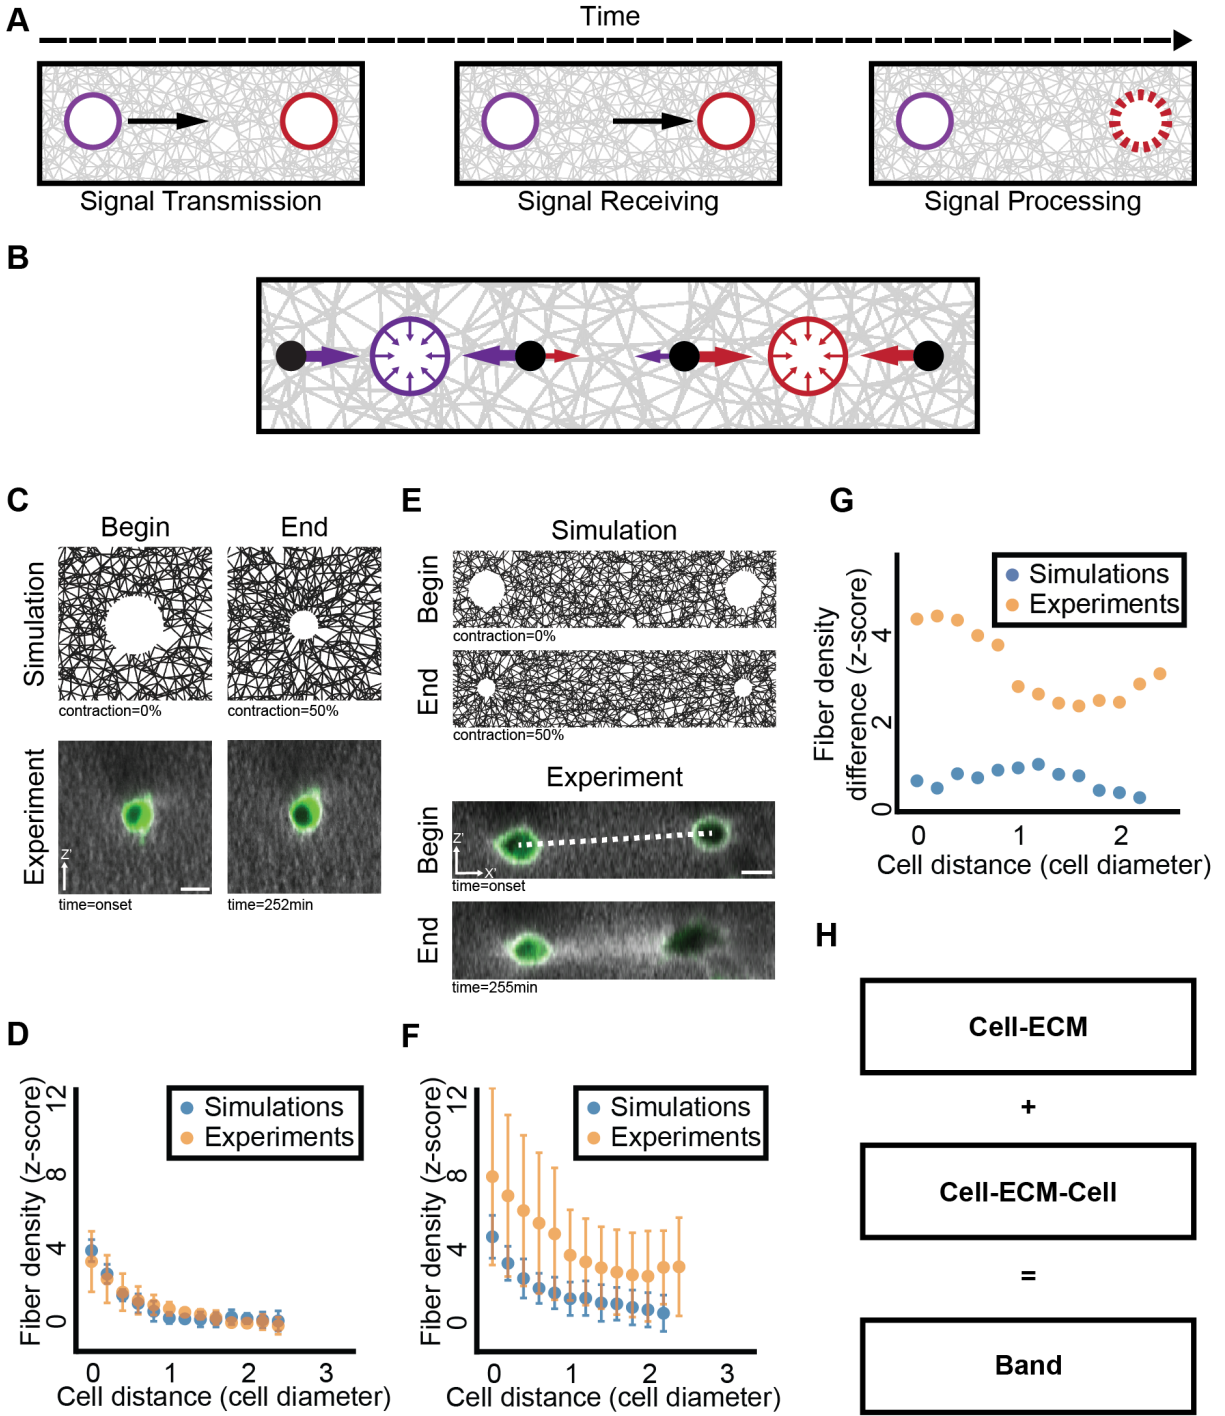 A
Time
Signal Transmission
Signal Receiving
Signal Processing
B
C
Begin
End
Simulation
contraction=0%
contraction=50%
Experiment
Z'
time=onset
time=252min
E
Simulation
Begin
contraction=0%
End
contraction=50%
Experiment
Begin
Z'
X'
time=onset
End
time=255min
G
Simulations
Experiments
Fiber density
difference (z-score)
4
2
0
0 1 2
Cell distance (cell diameter)
H
Cell-ECM
+
Cell-ECM-Cell
=
Band
D
Simulations
Experiments
Fiber density (z-score)
12
8
4
0
0 1 2 3
Cell distance (cell diameter)
F
Simulations
Experiments
Fiber density (z-score)
12
8
4
0
0 1 2 3
Cell distance (cell diameter)